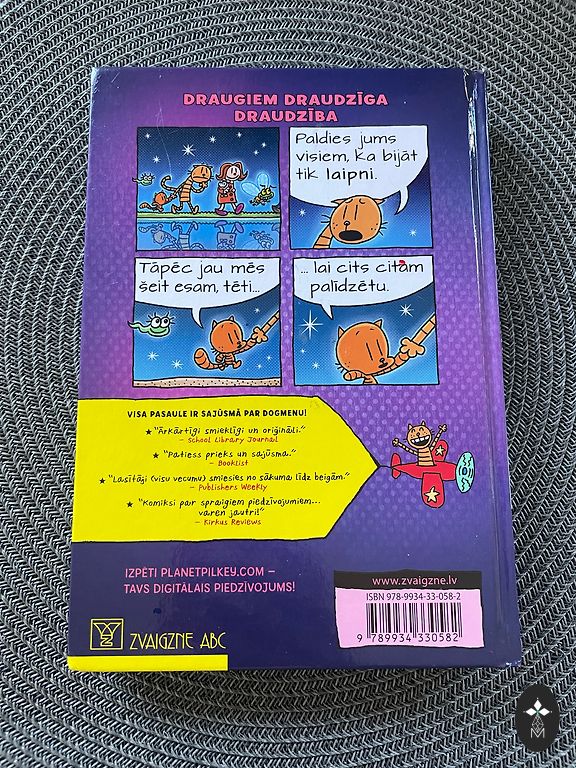 DRAUGIEM DRAUDZĪGA
DRAUDZĪBA
Paldies jums
visiem, ka bijāt
tik laipni.
Tāpēc jau mēs
šeit esam, tēti...
... lai cits citam
palīdzētu.
VISA PASAULE IR SAJŪSMĀ PAR DOGMENU!
★ "Ārkārtīgi smieklīgi un oriģināli."
– School Library Journal
★ "Patiess prieks un sajūsma."
– Booklist
★ "Lasītāji (visu vecumu) smiesies no sākuma līdz beigām."
– Publishers Weekly
★ "Komiksi par spraigiem piedzīvojumiem...
varen jautri!"
– Kirkus Reviews
IZPĒTI PLANETPILKEY.COM –
TAVS DIGITĀLAIS PIEDZĪVOJUMS!
www.zvaigzne.lv
ISBN 978-9934-33-058-2
9 789934 330582
ZVAIGZNE ABC
M